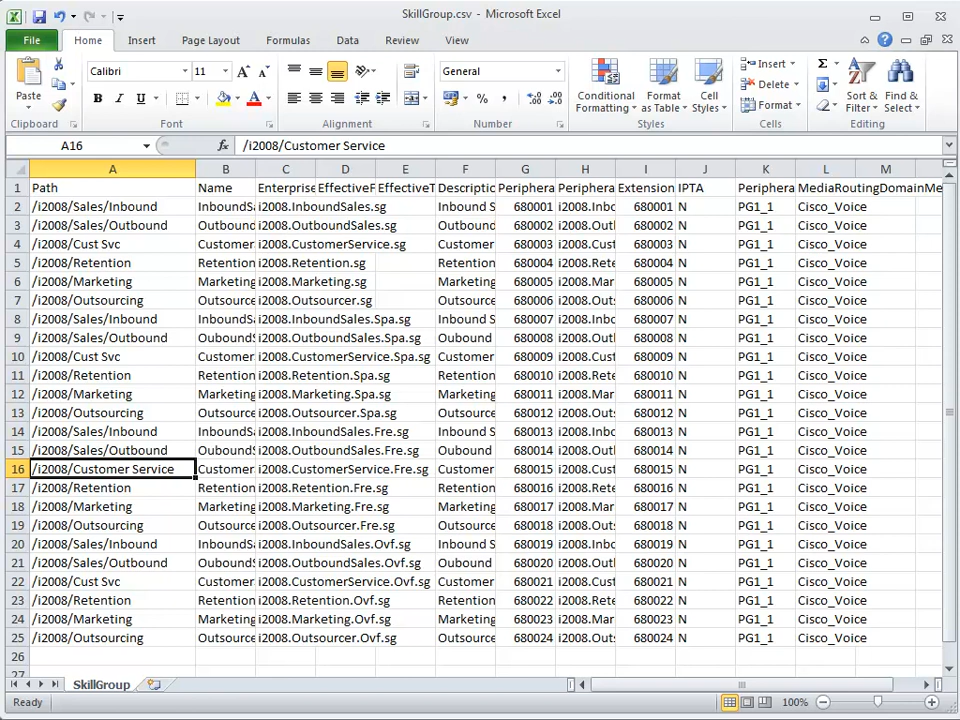 SkillGroup.csv - Microsoft Excel
File Home Insert Page Layout Formulas Data Review View
Paste Calibri 11 General Conditional Formatting Format as Table Cell Styles Insert Delete Format Sort & Filter Find & Select
Clipboard Font Alignment Number Styles Cells Editing
A16 fx /i2008/Customer Service
A B C D E F G H I J K L M
1 Path Name Enterprise EffectiveF EffectiveT Descriptic Periphera Periphera Extension IPTA Periphera MediaRoutingDomainMe
2 /i2008/Sales/Inbound InboundSa i2008.InboundSales.sg Inbound S 680001 i2008.Inbo 680001 N PG1_1 Cisco_Voice
3 /i2008/Sales/Outbound Outbound i2008.OutboundSales.sg Outbound 680002 i2008.Outl 680002 N PG1_1 Cisco_Voice
4 /i2008/Cust Svc Customer. i2008.CustomerService.sg Customer 680003 i2008.Cust 680003 N PG1_1 Cisco_Voice
5 /i2008/Retention Retention. i2008.Retention.sg Retention 680004 i2008.Rete 680004 N PG1_1 Cisco_Voice
6 /i2008/Marketing Marketing. i2008.Marketing.sg Marketing 680005 i2008.Mar 680005 N PG1_1 Cisco_Voice
7 /i2008/Outsourcing Outsource i2008.Outsourcer.sg Outsource 680006 i2008.Outs 680006 N PG1_1 Cisco_Voice
8 /i2008/Sales/Inbound InboundSa i2008.InboundSales.Spa.sg Inbound S 680007 i2008.Inbo 680007 N PG1_1 Cisco_Voice
9 /i2008/Sales/Outbound Oubound i2008.OutboundSales.Spa.sg Oubound 680008 i2008.Outl 680008 N PG1_1 Cisco_Voice
10 /i2008/Cust Svc Customer. i2008.CustomerService.Spa.sg Customer 680009 i2008.Cust 680009 N PG1_1 Cisco_Voice
11 /i2008/Retention Retention. i2008.Retention.Spa.sg Retention 680010 i2008.Rete 680010 N PG1_1 Cisco_Voice
12 /i2008/Marketing Marketing. i2008.Marketing.Spa.sg Marketing 680011 i2008.Mar 680011 N PG1_1 Cisco_Voice
13 /i2008/Outsourcing Outsource i2008.Outsourcer.Spa.sg Outsource 680012 i2008.Outs 680012 N PG1_1 Cisco_Voice
14 /i2008/Sales/Inbound InboundSa i2008.InboundSales.Fre.sg Inbound S 680013 i2008.Inbo 680013 N PG1_1 Cisco_Voice
15 /i2008/Sales/Outbound Oubound i2008.OutboundSales.Fre.sg Oubound 680014 i2008.Outl 680014 N PG1_1 Cisco_Voice
16 /i2008/Customer Service Customer. i2008.CustomerService.Fre.sg Customer 680015 i2008.Cust 680015 N PG1_1 Cisco_Voice
17 /i2008/Retention Retention. i2008.Retention.Fre.sg Retention 680016 i2008.Rete 680016 N PG1_1 Cisco_Voice
18 /i2008/Marketing Marketing. i2008.Marketing.Fre.sg Marketing 680017 i2008.Mar 680017 N PG1_1 Cisco_Voice
19 /i2008/Outsourcing Outsource i2008.Outsourcer.Fre.sg Outsource 680018 i2008.Outs 680018 N PG1_1 Cisco_Voice
20 /i2008/Sales/Inbound InboundSa i2008.InboundSales.Ovf.sg Inbound S 680019 i2008.Inbo 680019 N PG1_1 Cisco_Voice
21 /i2008/Sales/Outbound Oubound i2008.OutboundSales.Ovf.sg Oubound 680020 i2008.Outl 680020 N PG1_1 Cisco_Voice
22 /i2008/Cust Svc Customer. i2008.CustomerService.Ovf.sg Customer 680021 i2008.Cust 680021 N PG1_1 Cisco_Voice
23 /i2008/Retention Retention. i2008.Retention.Ovf.sg Retention 680022 i2008.Rete 680022 N PG1_1 Cisco_Voice
24 /i2008/Marketing Marketing. i2008.Marketing.Ovf.sg Marketing 680023 i2008.Mar 680023 N PG1_1 Cisco_Voice
25 /i2008/Outsourcing Outsource i2008.Outsourcer.Ovf.sg Outsource 680024 i2008.Outs 680024 N PG1_1 Cisco_Voice
26
27
SkillGroup
Ready 100%